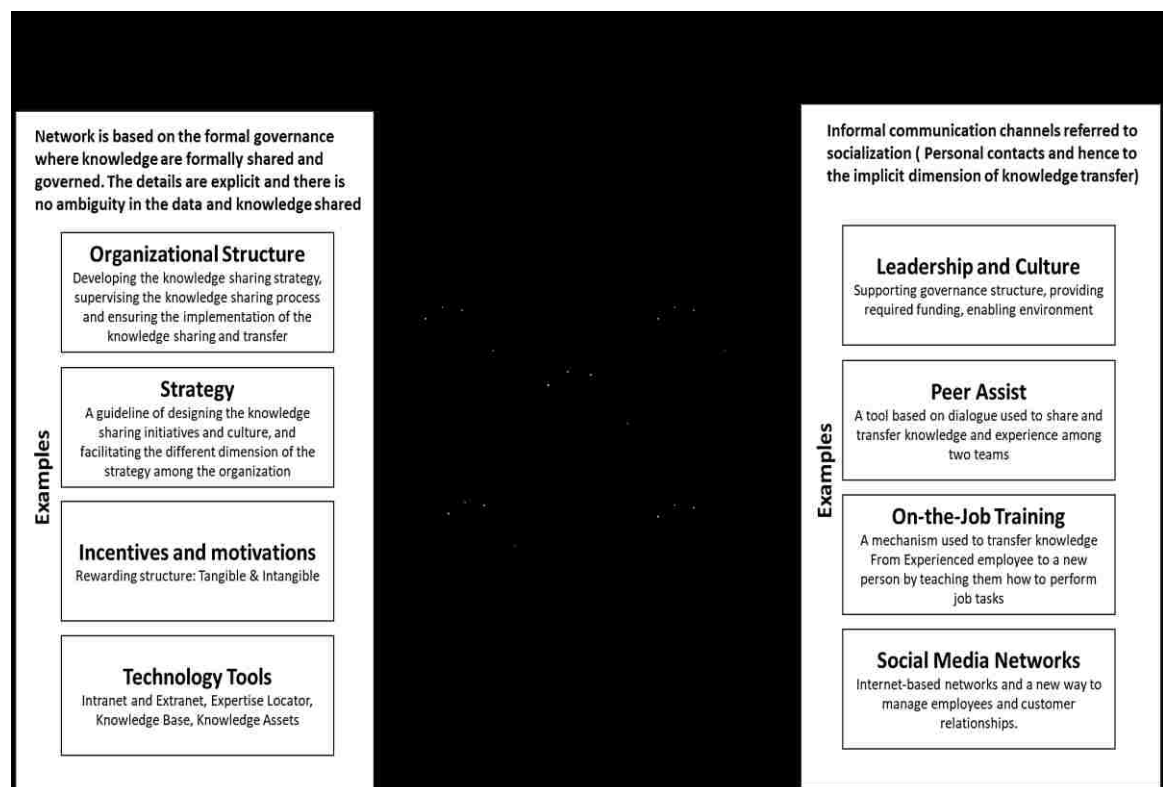 Network is based on the formal governance
where knowledge are formally shared and
governed. The details are explicit and there is
no ambiguity in the data and knowledge shared
Examples
Organizational Structure
Developing the knowledge sharing strategy,
supervising the knowledge sharing process
and ensuring the implementation of the
knowledge sharing and transfer
Strategy
A guideline of designing the knowledge
sharing initiatives and culture, and
facilitating the different dimension of the
strategy among the organization
Incentives and motivations
Rewarding structure: Tangible & Intangible
Technology Tools
Intranet and Extranet, Expertise Locator,
Knowledge Base, Knowledge Assets
Informal communication channels referred to
socialization ( Personal contacts and hence to
the implicit dimension of knowledge transfer)
Examples
Leadership and Culture
Supporting governance structure, providing
required funding, enabling environment
Peer Assist
A tool based on dialogue used to share and
transfer knowledge and experience among
two teams
On-the-Job Training
A mechanism used to transfer knowledge
From Experienced employee to a new
person by teaching them how to perform
job tasks
Social Media Networks
Internet-based networks and a new way to
manage employees and customer
relationships.